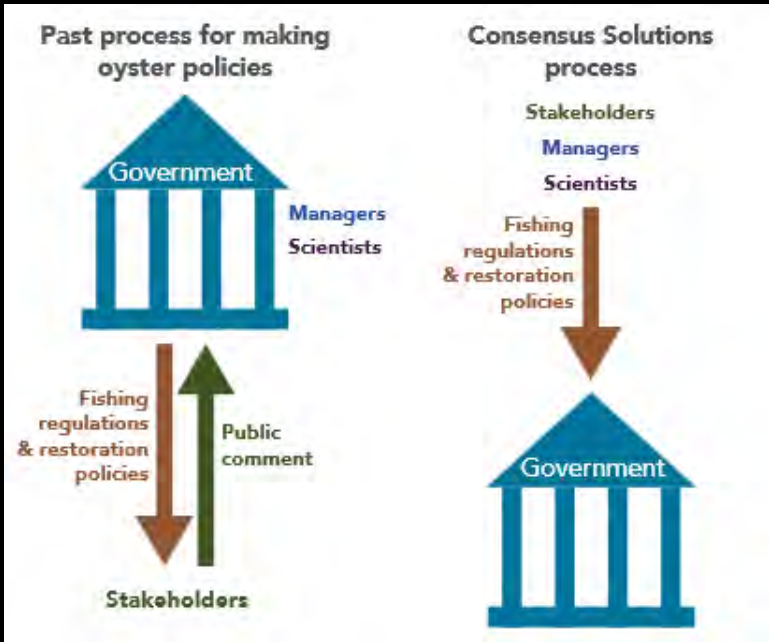 Past process for making
oyster policies
Government
Managers
Scientists
Fishing
regulations
& restoration
policies
Public
comment
Stakeholders
Consensus Solutions
process
Stakeholders
Managers
Scientists
Fishing
regulations
& restoration
policies
Government